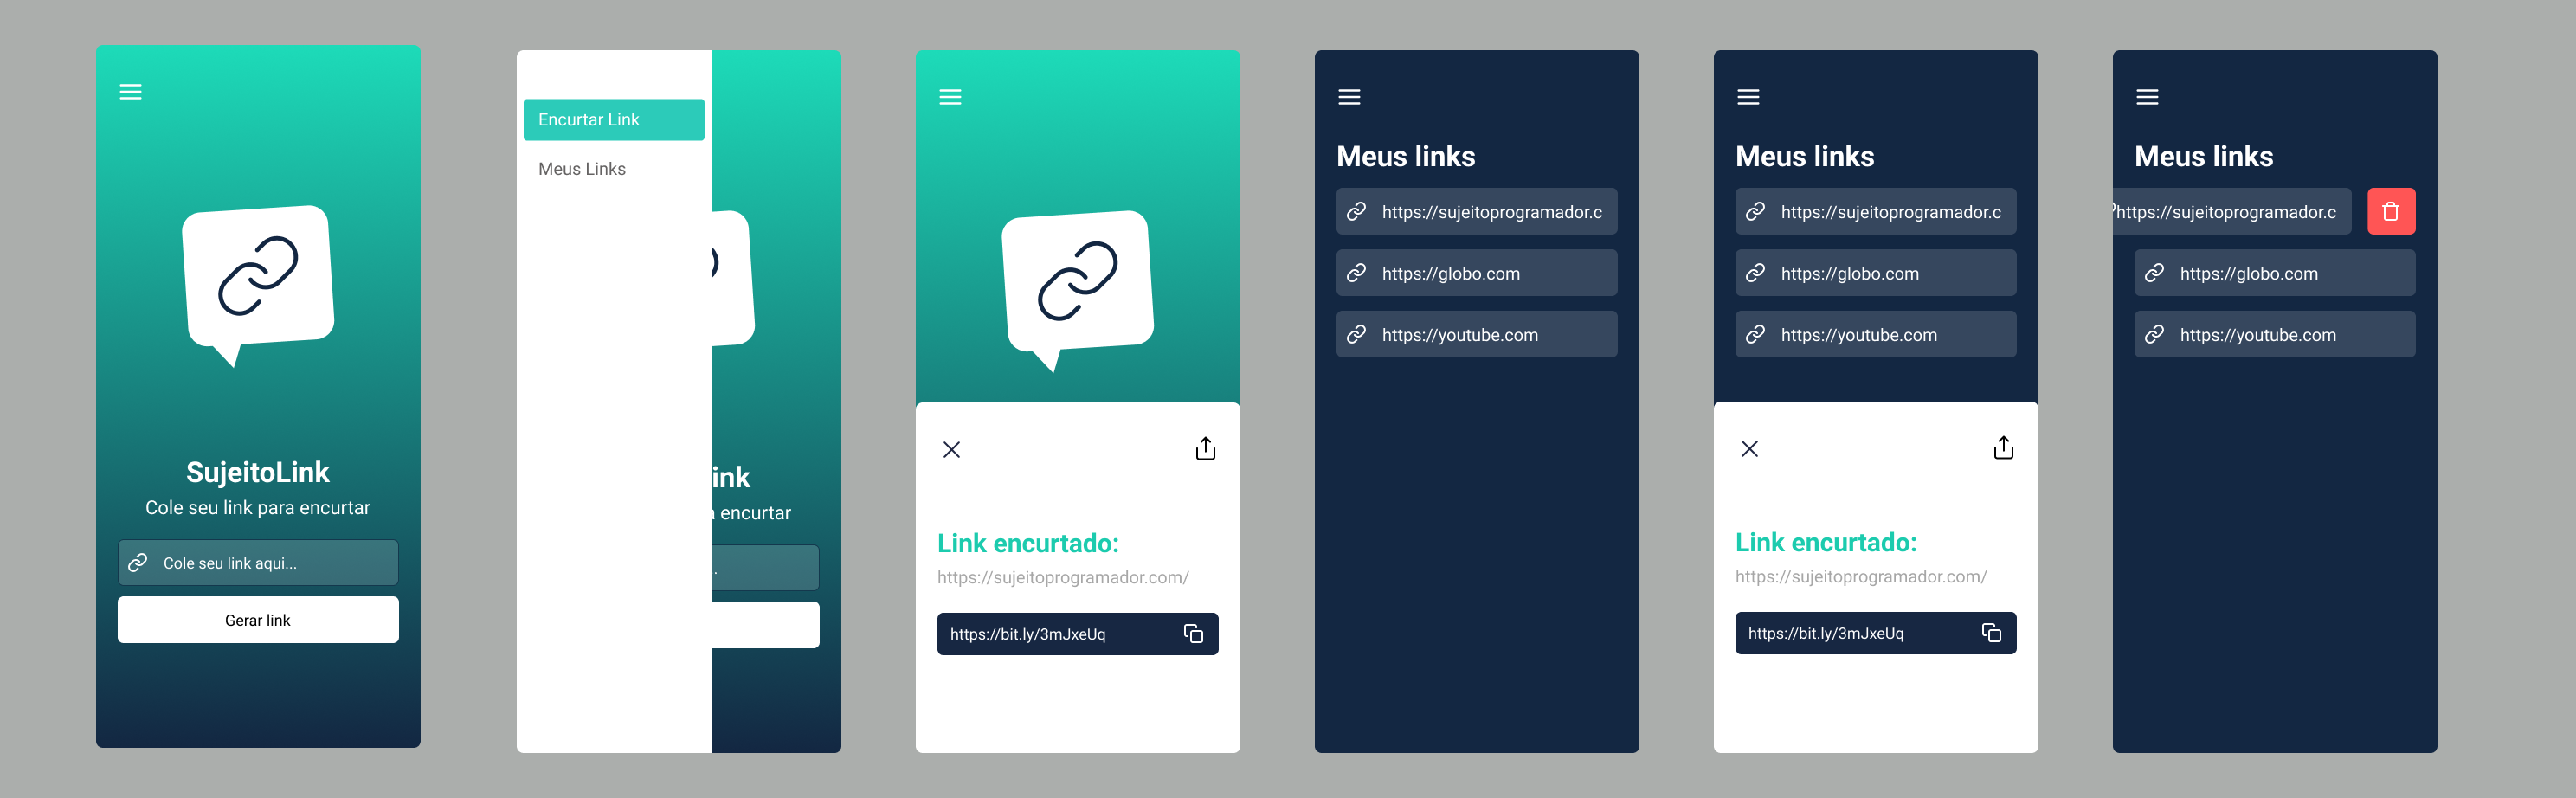 SujeitoLink
Cole seu link para encurtar
Cole seu link aqui...
Gerar link
Encurtar Link
Meus Links
ink
a encurtar
..
Link encurtado:
https://sujeitoprogramador.com/
https://bit.ly/3mJxeUq
Meus links
https://sujeitoprogramador.c
https://globo.com
https://youtube.com
Meus links
https://sujeitoprogramador.c
https://globo.com
https://youtube.com
Link encurtado:
https://sujeitoprogramador.com/
https://bit.ly/3mJxeUq
Meus links
https://sujeitoprogramador.c
https://globo.com
https://youtube.com